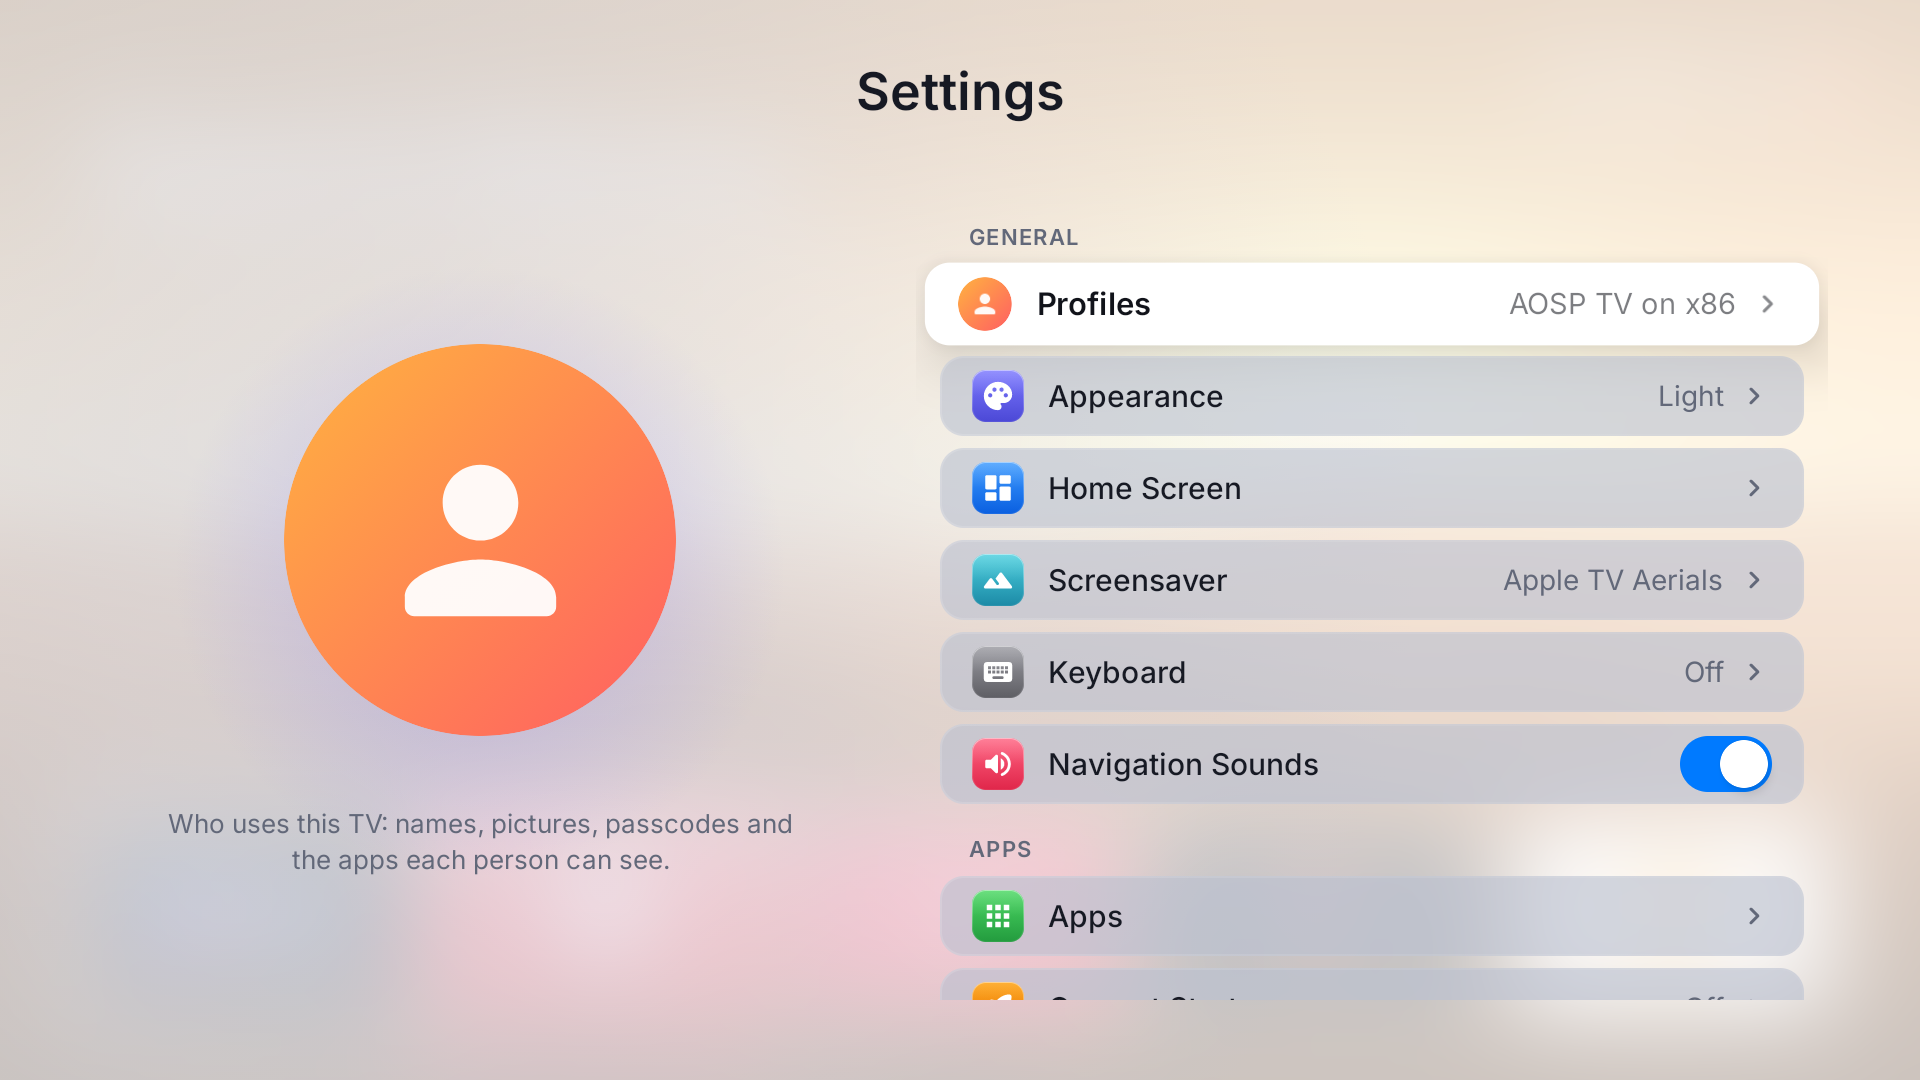 Settings
GENERAL
Profiles AOSP TV on x86
Appearance Light
Home Screen
Screensaver Apple TV Aerials
Keyboard Off
Navigation Sounds
APPS
Apps
Off
Who uses this TV: names, pictures, passcodes and
the apps each person can see.